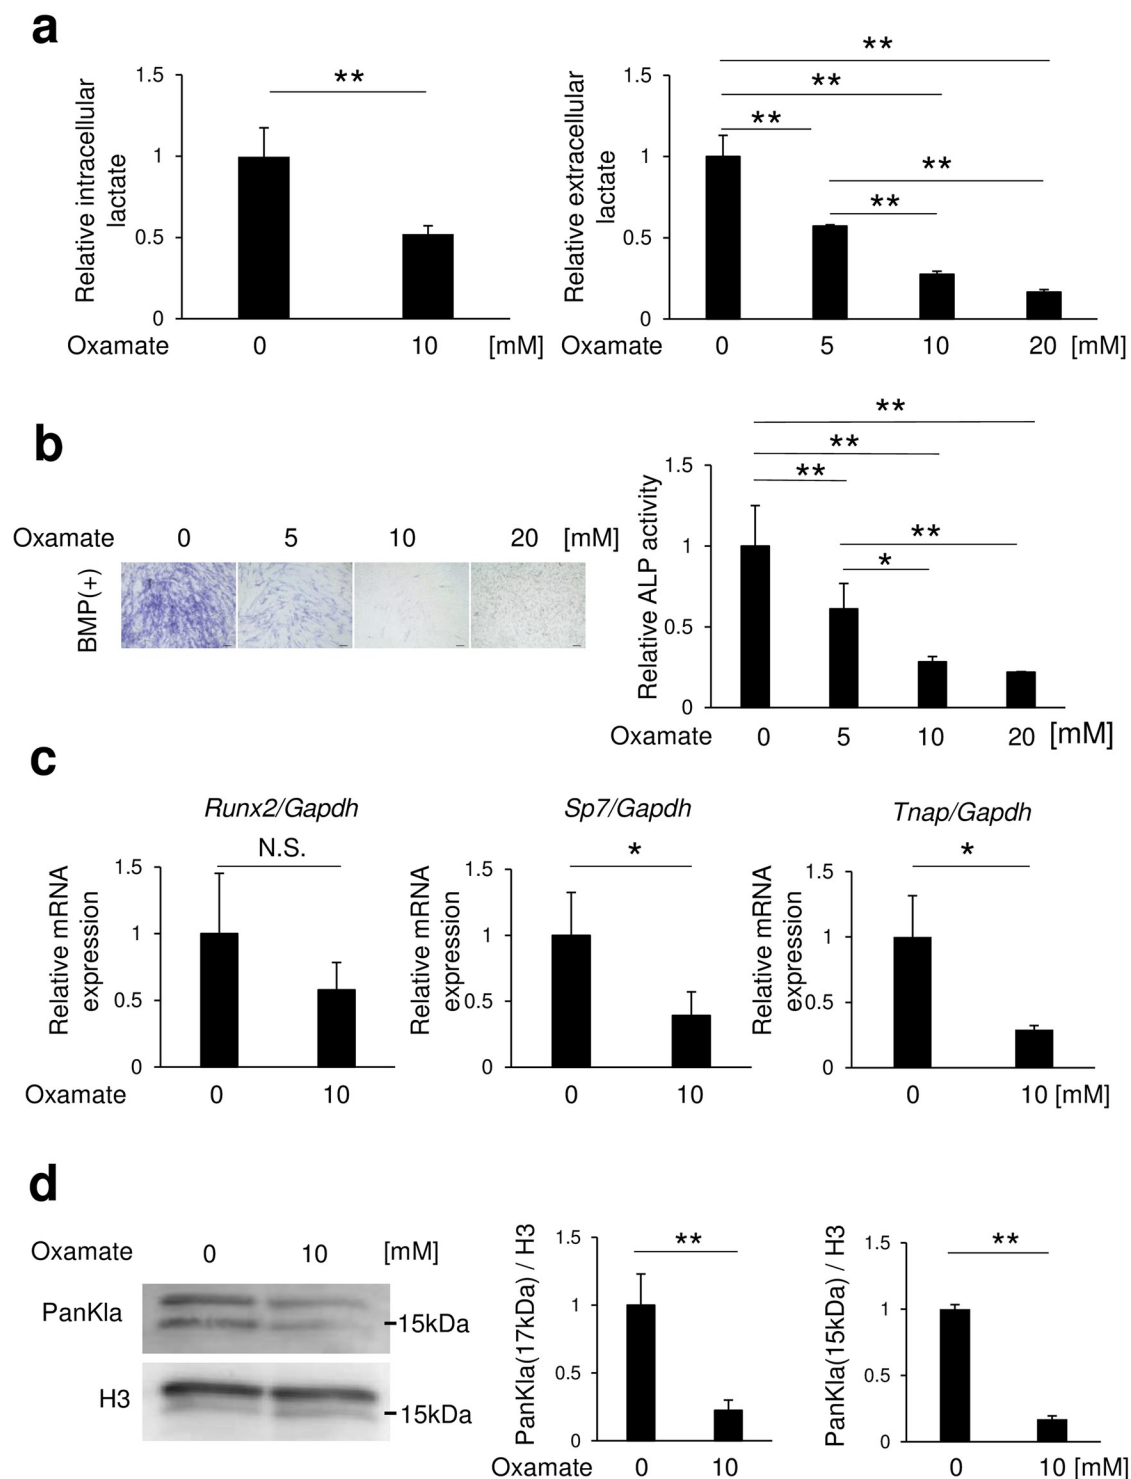 a
Relative intracellular
lactate
1.5
1
0.5
0
**
Oxamate 0 10 [mM]
Relative extracellular
lactate
1.5
1
0.5
0
**
**
**
**
**
Oxamate 0 5 10 20 [mM]
b
Oxamate 0 5 10 20 [mM]
BMP(+)
Relative ALP activity
1.5
1
0.5
0
**
**
**
**
*
Oxamate 0 5 10 20 [mM]
c
Runx2/Gapdh
N.S.
Relative mRNA
expression
1.5
1
0.5
0
Oxamate 0 10
Sp7/Gapdh
*
Relative mRNA
expression
1.5
1
0.5
0
0 10
Tnap/Gapdh
*
Relative mRNA
expression
1.5
1
0.5
0
0 10 [mM]
d
Oxamate 0 10 [mM]
PanKla
15kDa
H3
15kDa
PanKla(17kDa) / H3
1.5
1
0.5
0
**
Oxamate 0 10
PanKla(15kDa) / H3
1.5
1
0.5
0
**
0 10 [mM]